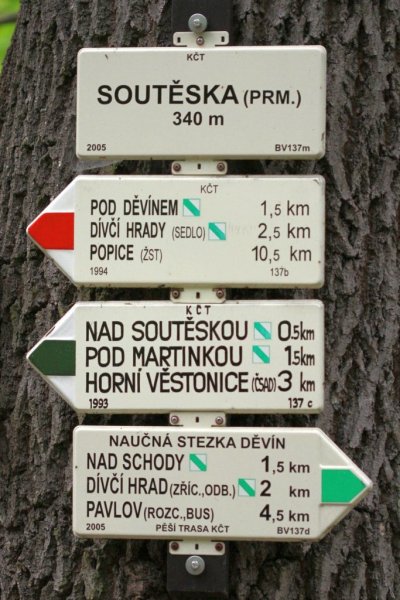 KČT
SOUTĚSKA (PRM.)
340 m
2005 BV137m
KČT
POD DĚVÍNEM 1,5 km
DÍVČÍ HRADY (SEDLO) 2,5 km
POPICE (ŽST) 10,5 km
1994 137b
KČT
NAD SOUTĚSKOU 0.5 km
POD MARTINKOU 1.5 km
HORNÍ VĚSTONICE (ČSAD) 3 km
1993 137 c
NAUČNÁ STEZKA DĚVÍN
NAD SCHODY 1,5 km
DÍVČÍ HRAD (ZŘÍC.,ODB.) 2 km
PAVLOV (ROZC.,BUS) 4,5 km
2005 PĚŠÍ TRASA KČT BV137d